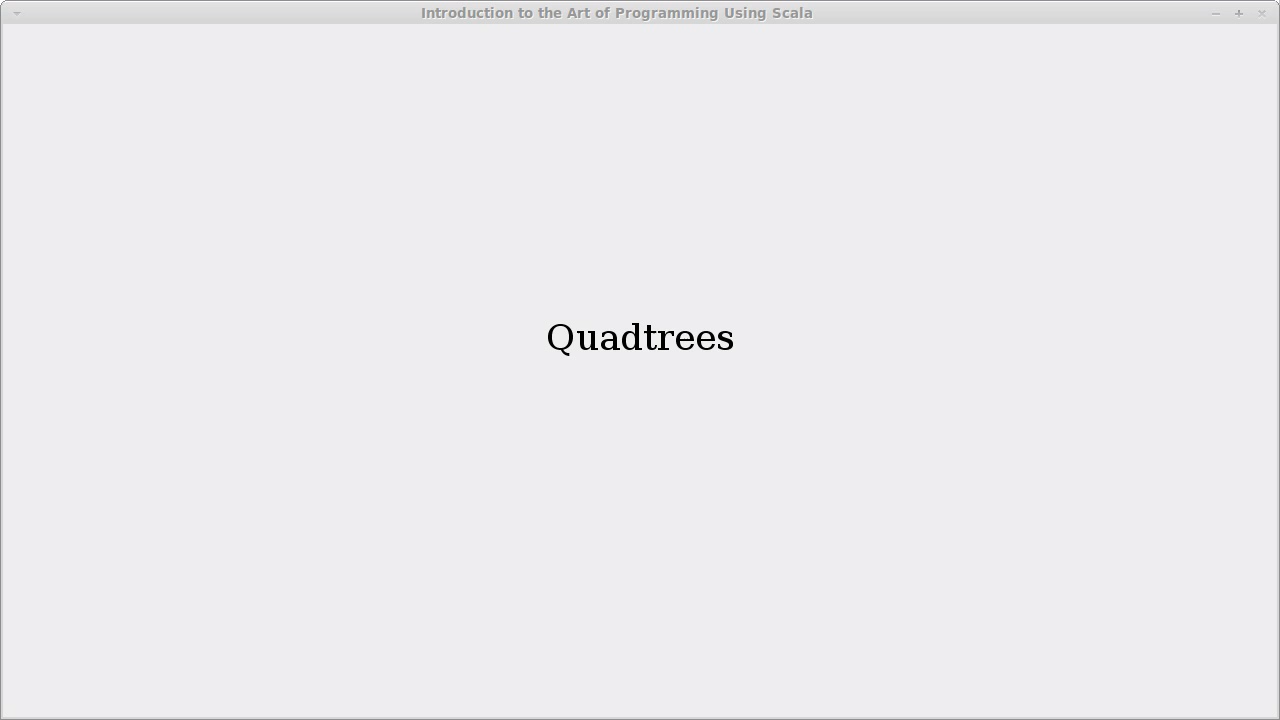 Introduction to the Art of Programming Using Scala
Quadtrees